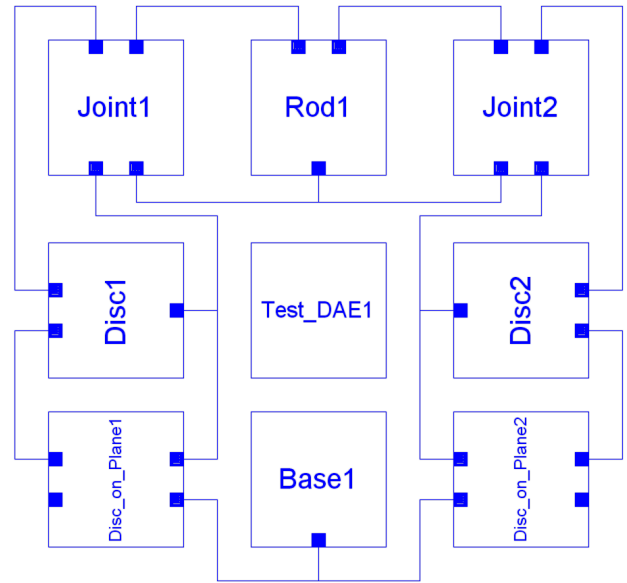 Joint1
Rod1
Joint2
Disc1
Test_DAE1
Disc2
Disc_on_Plane1
Base1
Disc_on_Plane2